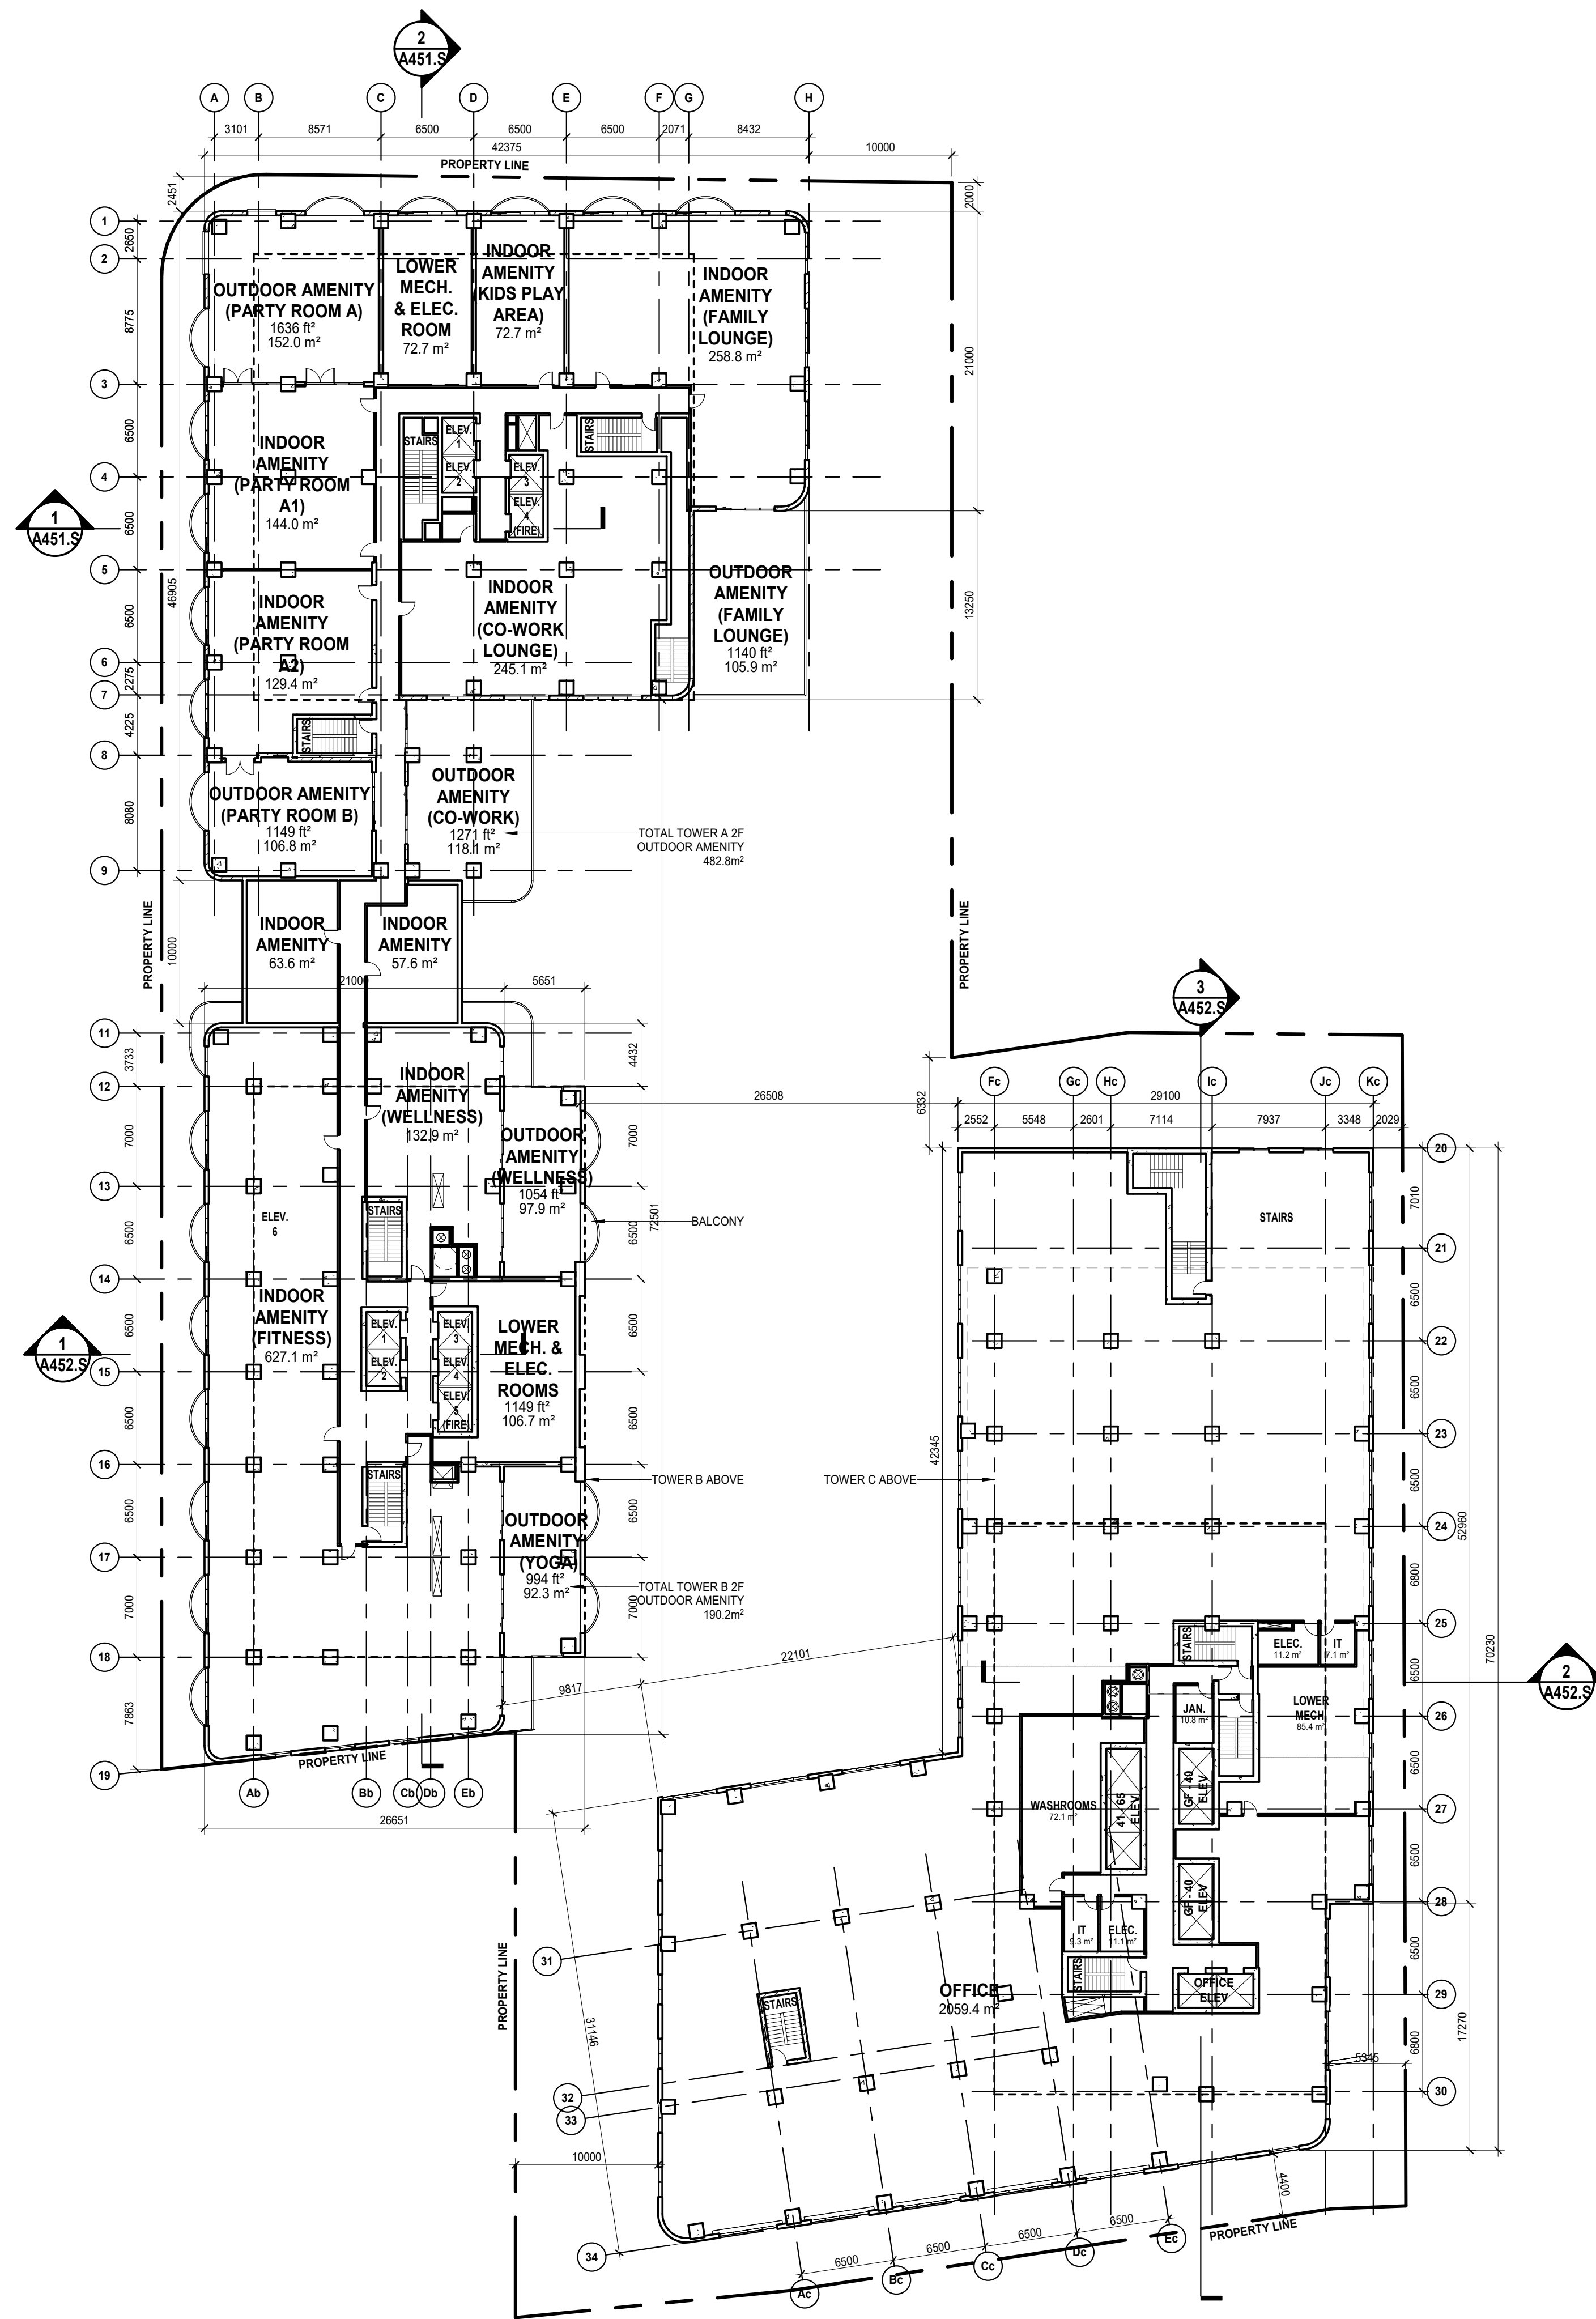 2
A451.S
A B C D E F G H
3101 8571 6500 6500 6500 2071 8432
42375 10000
PROPERTY LINE
2451
2000
1
2650
2
8775
3
6500
4
6500
5
6500
6
2275
7
4225
8
8080
9
46905
10000
21000
13250
OUTDOOR AMENITY
(PARTY ROOM A)
1636 ft²
152.0 m²
LOWER
MECH.
& ELEC.
ROOM
72.7 m²
INDOOR
AMENITY
(KIDS PLAY
AREA)
72.7 m²
INDOOR
AMENITY
(FAMILY
LOUNGE)
258.8 m²
INDOOR
AMENITY
(PARTY ROOM
A1)
144.0 m²
STAIRS
ELEV.
1
ELEV.
2
ELEV.
3
ELEV.
4
(FIRE)
STAIRS
1
A451.S
INDOOR
AMENITY
(PARTY ROOM
A2)
129.4 m²
INDOOR
AMENITY
(CO-WORK
LOUNGE)
245.1 m²
OUTDOOR
AMENITY
(FAMILY
LOUNGE)
1140 ft²
105.9 m²
STAIRS
OUTDOOR AMENITY
(PARTY ROOM B)
1149 ft²
106.8 m²
OUTDOOR
AMENITY
(CO-WORK)
1271 ft²
118.1 m²
TOTAL TOWER A 2F
OUTDOOR AMENITY
482.8m²
PROPERTY LINE
PROPERTY LINE
INDOOR
AMENITY
63.6 m²
INDOOR
AMENITY
57.6 m²
21000 5651
3
A452.S
11
3733
12
7000
13
6500
14
6500
15
6500
16
6500
17
7000
18
7863
19
4432
7000
6500
6500
6500
6500
7000
72501
26508
6332
INDOOR
AMENITY
(WELLNESS)
132.9 m²
OUTDOOR
AMENITY
(WELLNESS)
1054 ft²
97.9 m²
BALCONY
ELEV.
6
STAIRS
INDOOR
AMENITY
(FITNESS)
627.1 m²
ELEV.
1
ELEV.
2
ELEV
3
ELEV
4
ELEV
5
(FIRE)
LOWER
MECH. &
ELEC.
ROOMS
1149 ft²
106.7 m²
1
A452.S
STAIRS
TOWER B ABOVE
TOWER C ABOVE
OUTDOOR
AMENITY
(YOGA)
994 ft²
92.3 m²
TOTAL TOWER B 2F
OUTDOOR AMENITY
190.2m²
22101
9817
PROPERTY LINE
Ab Bb Cb Db Eb
26651
Fc Gc Hc Ic Jc Kc
29100
2552 5548 2601 7114 7937 3348 2029
20
7010
21
6500
22
6500
23
6500
24
6800
25
6500
26
6500
27
6500
28
6500
29
6800
30
52960
70230
17270
5345
42345
STAIRS
STAIRS
ELEC.
11.2 m²
IT
7.1 m²
2
A452.S
JAN.
10.8 m²
LOWER
MECH
85.4 m²
WASHROOMS
72.1 m²
41 - 65
ELEV
GF - 40
ELEV
GF - 40
ELEV
IT
9.3 m²
ELEC.
11.1 m²
STAIRS
OFFICE
ELEV
OFFICE
2059.4 m²
STAIRS
31
32
33
34
31146
PROPERTY LINE
10000
4400
PROPERTY LINE
6500 6500 6500 6500
Ac Bc Cc Dc Ec